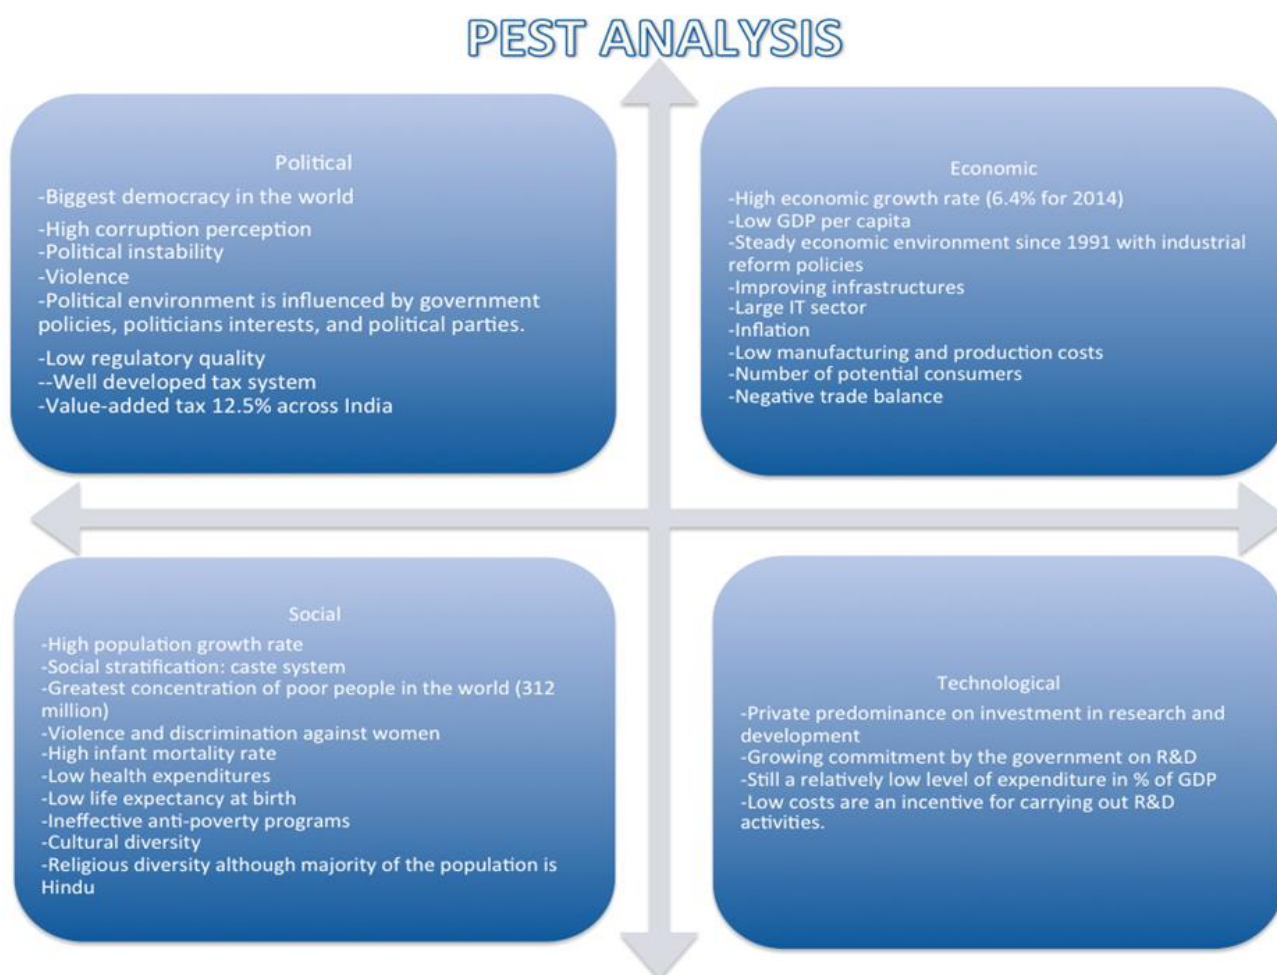 PEST ANALYSIS
Political
-Biggest democracy in the world
-High corruption perception
-Political instability
-Violence
-Political environment is influenced by government
policies, politicians interests, and political parties.
-Low regulatory quality
--Well developed tax system
-Value-added tax 12.5% across India
Economic
-High economic growth rate (6.4% for 2014)
-Low GDP per capita
-Steady economic environment since 1991 with industrial
reform policies
-Improving infrastructures
-Large IT sector
-Inflation
-Low manufacturing and production costs
-Number of potential consumers
-Negative trade balance
Social
-High population growth rate
-Social stratification: caste system
-Greatest concentration of poor people in the world (312
million)
-Violence and discrimination against women
-High infant mortality rate
-Low health expenditures
-Low life expectancy at birth
-Ineffective anti-poverty programs
-Cultural diversity
-Religious diversity although majority of the population is
Hindu
Technological
-Private predominance on investment in research and
development
-Growing commitment by the government on R&D
-Still a relatively low level of expenditure in % of GDP
-Low costs are an incentive for carrying out R&D
activities.